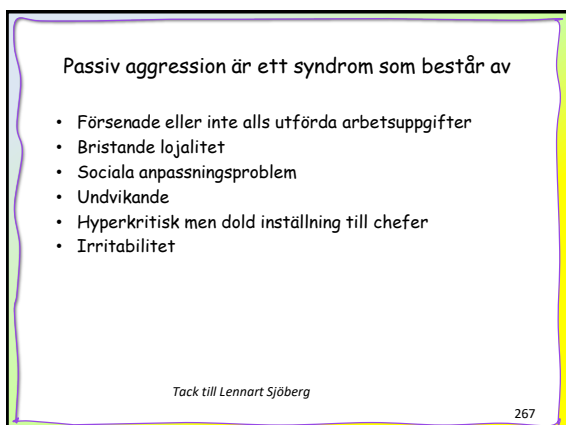 Passiv aggression är ett syndrom som består av
• Försenade eller inte alls utförda arbetsuppgifter
• Bristande lojalitet
• Sociala anpassningsproblem
• Undvikande
• Hyperkritisk men dold inställning till chefer
• Irritabilitet
Tack till Lennart Sjöberg
267